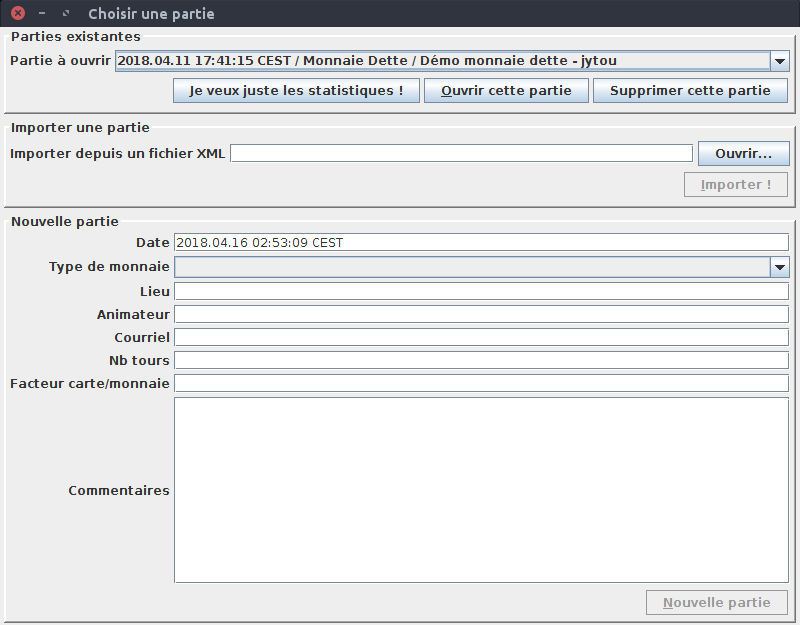 Choisir une partie
Parties existantes
Partie à ouvrir 2018.04.11 17:41:15 CEST / Monnaie Dette / Démo monnaie dette - jytou
Je veux juste les statistiques ! Ouvrir cette partie Supprimer cette partie
Importer une partie
Importer depuis un fichier XML Ouvrir...
Importer !
Nouvelle partie
Date 2018.04.16 02:53:09 CEST
Type de monnaie
Lieu
Animateur
Courriel
Nb tours
Facteur carte/monnaie
Commentaires
Nouvelle partie